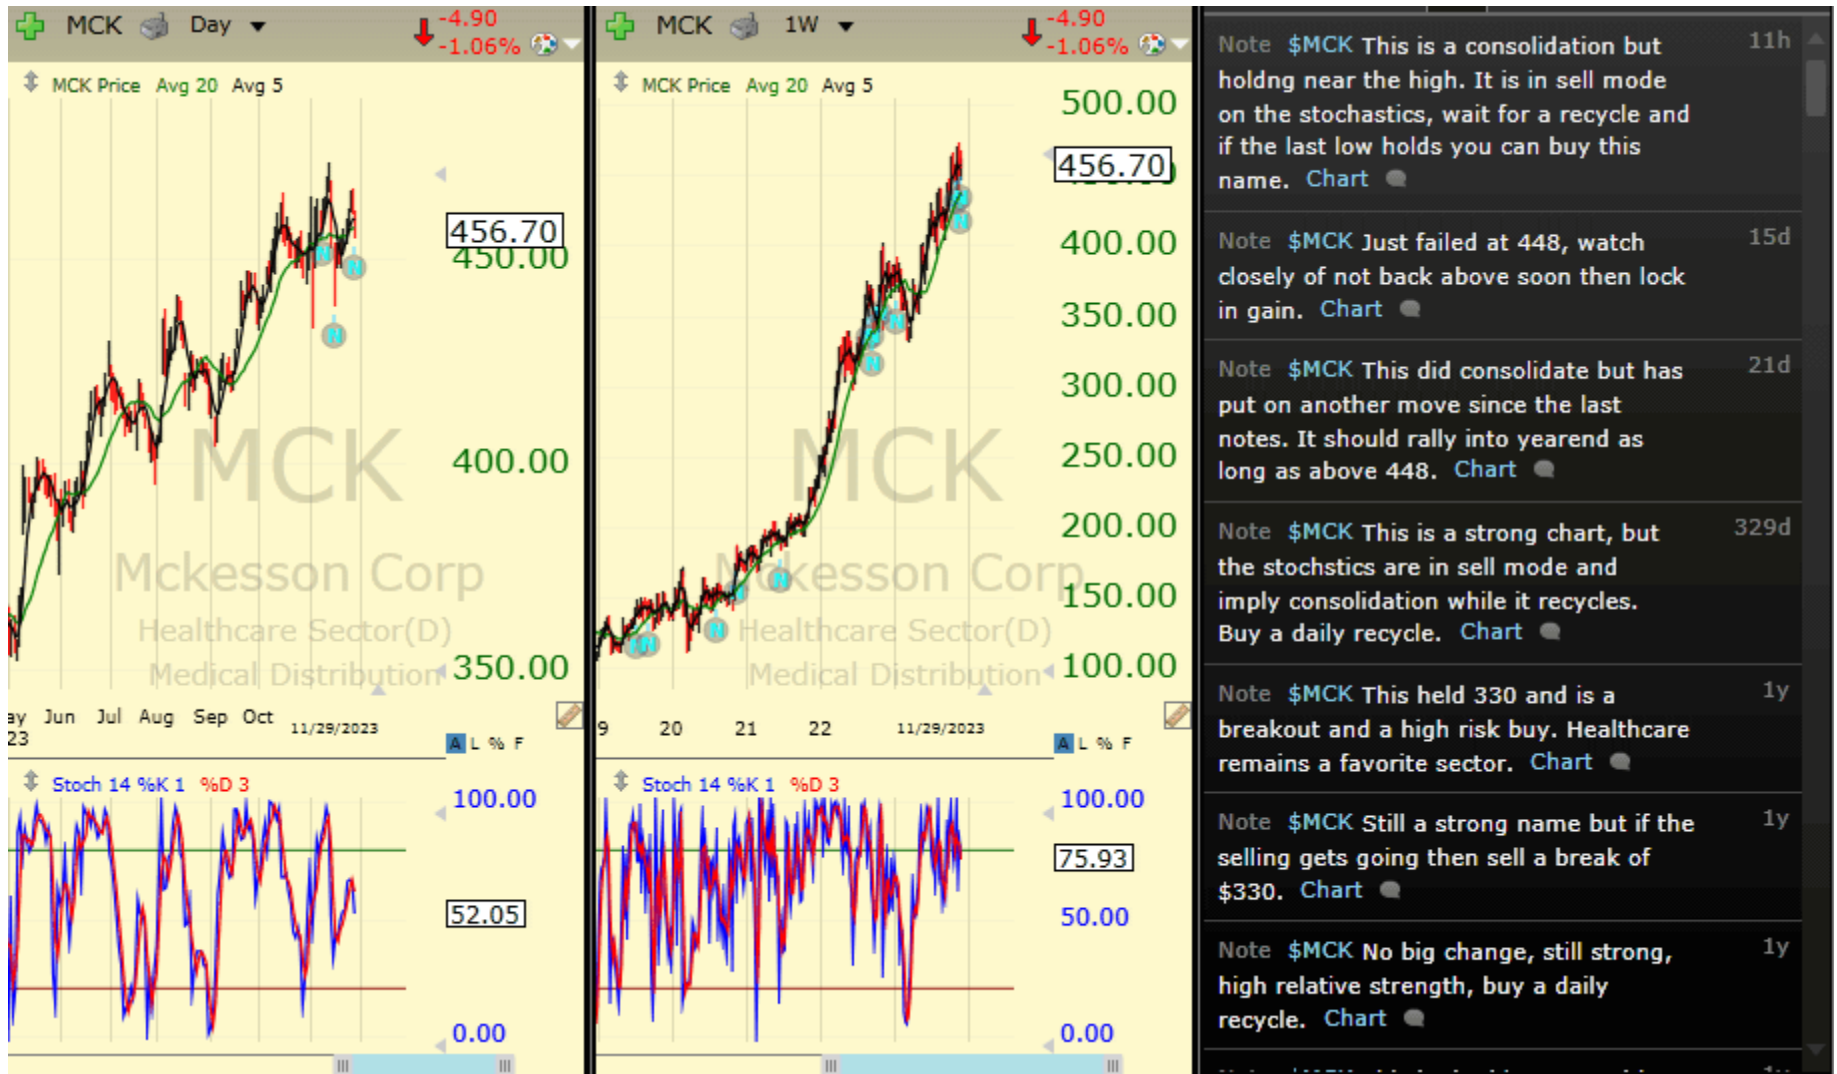 MCK Day
-4.90
-1.06%
MCK Price Avg 20 Avg 5
456.70
450.00
400.00
350.00
MCK
Mckesson Corp
Healthcare Sector(D)
Medical Distribution
ay Jun Jul Aug Sep Oct 11/29/2023
23
A L % F
Stoch 14 %K 1 %D 3
100.00
52.05
0.00
N
N
N
MCK 1W
-4.90
-1.06%
MCK Price Avg 20 Avg 5
500.00
456.70
400.00
350.00
300.00
250.00
200.00
150.00
100.00
MCK
Mckesson Corp
Healthcare Sector(D)
Medical Distribution
9 20 21 22 11/29/2023
A L % F
Stoch 14 %K 1 %D 3
100.00
75.93
50.00
0.00
Note $MCK This is a consolidation but 11h
holdng near the high. It is in sell mode
on the stochastics, wait for a recycle and
if the last low holds you can buy this
name. Chart
Note $MCK Just failed at 448, watch 15d
closely of not back above soon then lock
in gain. Chart
Note $MCK This did consolidate but has 21d
put on another move since the last
notes. It should rally into yearend as
long as above 448. Chart
Note $MCK This is a strong chart, but 329d
the stochstics are in sell mode and
imply consolidation while it recycles.
Buy a daily recycle. Chart
Note $MCK This held 330 and is a 1y
breakout and a high risk buy. Healthcare
remains a favorite sector. Chart
Note $MCK Still a strong name but if the 1y
selling gets going then sell a break of
$330. Chart
Note $MCK No big change, still strong, 1y
high relative strength, buy a daily
recycle. Chart